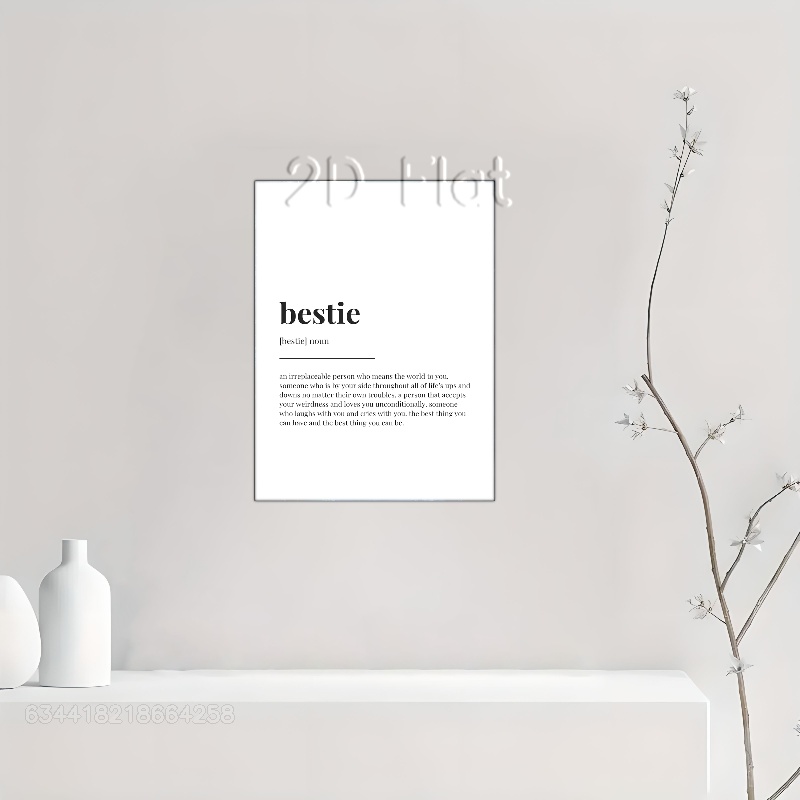 2D Flat
bestie
[bestie] noun
an irreplaceable person who means the world to you.
someone who is by your side throughout all of life's ups and
downs no matter their own troubles. a person that accepts
your weirdness and loves you unconditionally. someone
who laughs with you and cries with you. the best thing you
can have and the best thing you can be.
634418218664258